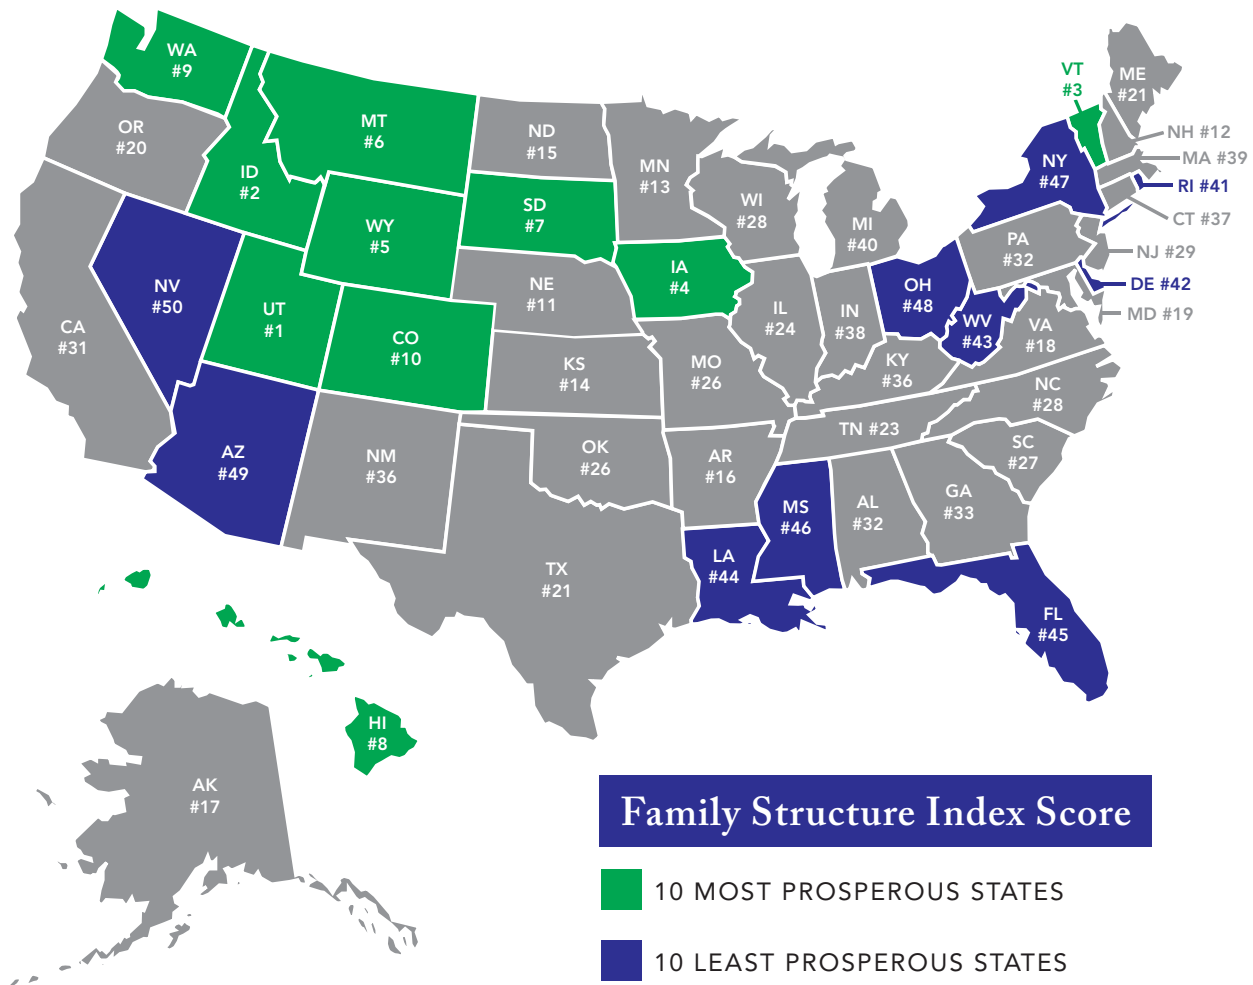 WA
#9
OR
#20
CA
#31
NV
#50
ID
#2
MT
#6
WY
#5
UT
#1
CO
#10
AZ
#49
NM
#36
ND
#15
SD
#7
NE
#11
KS
#14
OK
#26
TX
#21
MN
#13
IA
#4
MO
#26
AR
#16
LA
#44
WI
#28
IL
#24
MI
#40
IN
#38
OH
#48
KY
#36
TN #23
MS
#46
AL
#32
GA
#33
FL
#45
SC
#27
NC
#28
VA
#18
WV
#43
PA
#32
NY
#47
VT
#3
ME
#21
NH #12
MA #39
RI #41
CT #37
NJ #29
DE #42
MD #19
HI
#8
AK
#17
Family Structure Index Score
10 MOST PROSPEROUS STATES
10 LEAST PROSPEROUS STATES